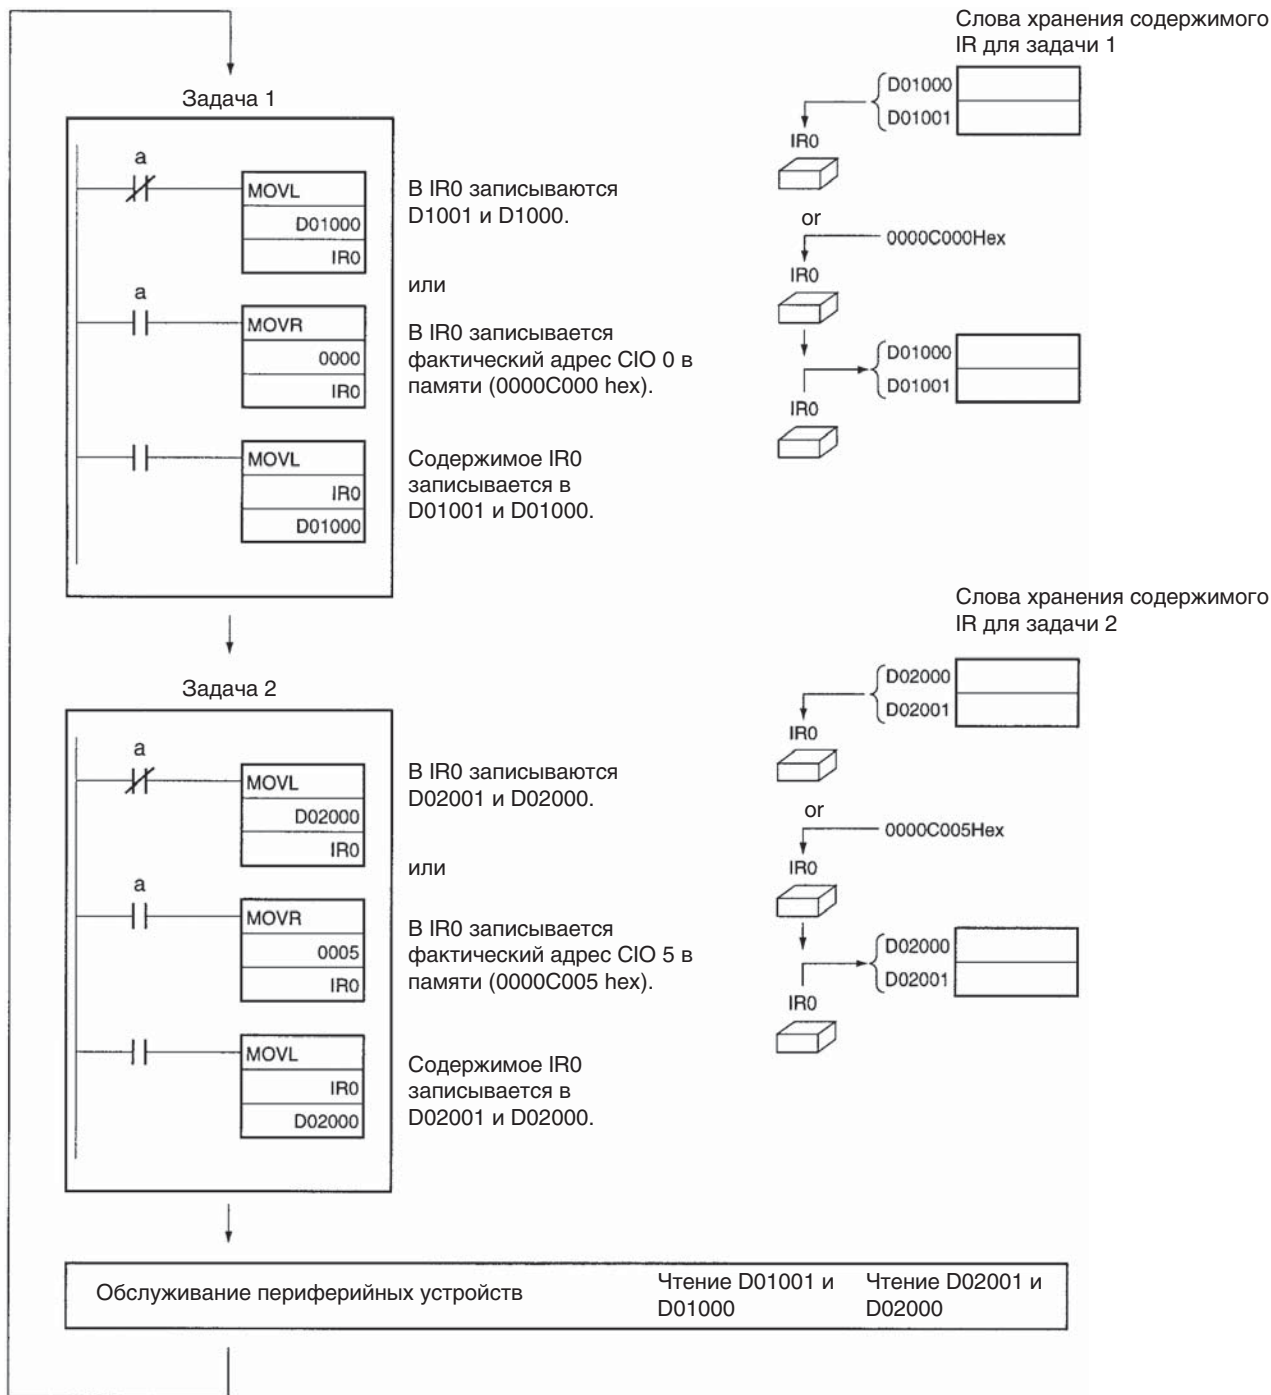 Слова хранения содержимого
IR для задачи 1
D01000
D01001
IR0
or
0000C000Hex
IR0
D01000
D01001
IR0
Задача 1
a
MOVL
D01000
IR0
В IR0 записываются
D1001 и D1000.
или
a
MOVR
0000
IR0
В IR0 записывается
фактический адрес CIO 0 в
памяти (0000C000 hex).
MOVL
IR0
D01000
Содержимое IR0
записывается в
D01001 и D01000.
Слова хранения содержимого
IR для задачи 2
D02000
D02001
IR0
or
0000C005Hex
IR0
D02000
D02001
IR0
Задача 2
a
MOVL
D02000
IR0
В IR0 записываются
D02001 и D02000.
или
a
MOVR
0005
IR0
В IR0 записывается
фактический адрес CIO 5 в
памяти (0000C005 hex).
MOVL
IR0
D02000
Содержимое IR0
записывается в
D02001 и D02000.
Обслуживание периферийных устройств
Чтение D01001 и
D01000
Чтение D02001 и
D02000